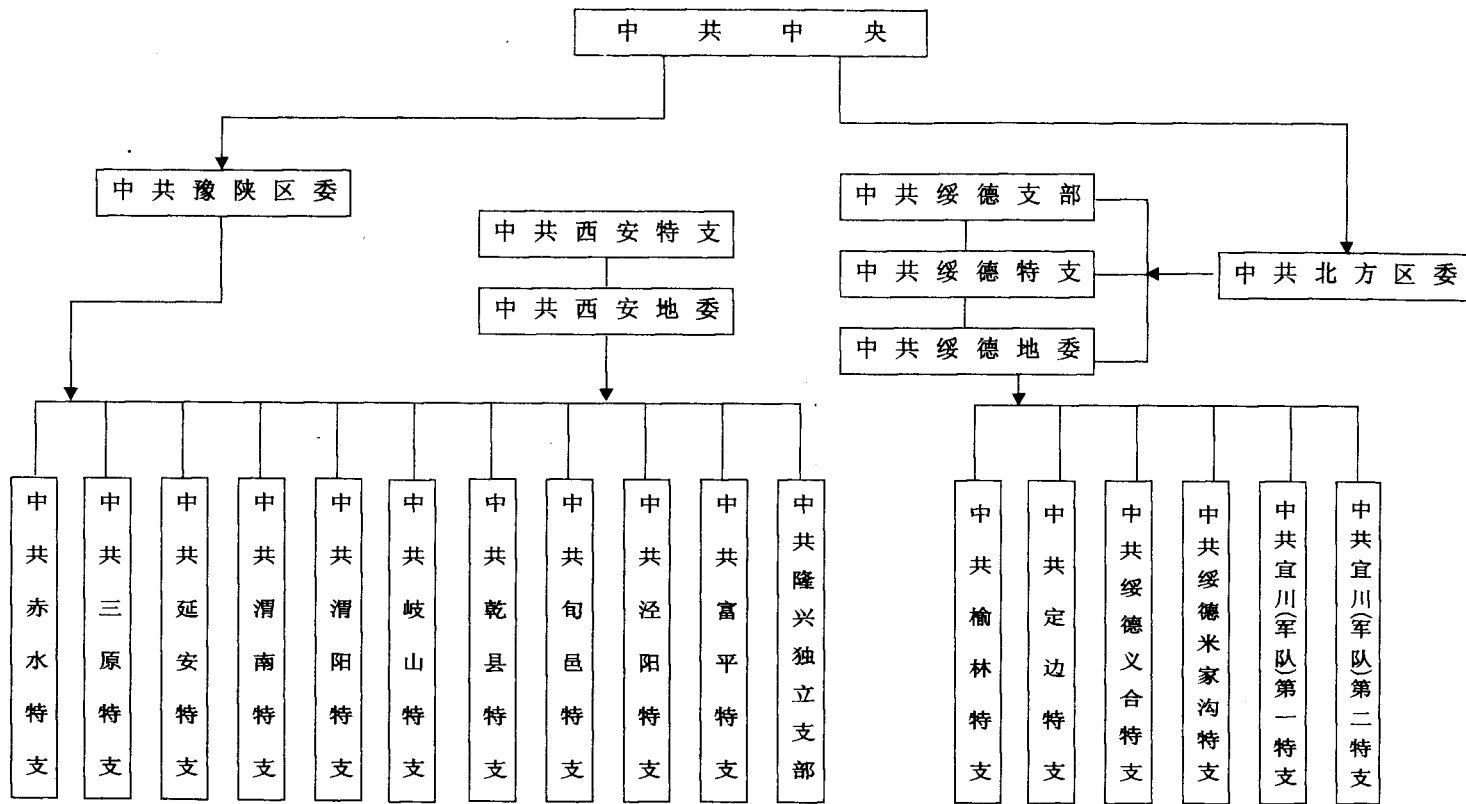 中共中央
中共豫陕区委
中共西安特支
中共西安地委
中共绥德支部
中共绥德特支
中共绥德地委
中共北方区委
中共赤水特支
中共三原特支
中共延安特支
中共渭南特支
中共渭阳特支
中共岐山特支
中共乾县特支
中共旬邑特支
中共泾阳特支
中共富平特支
中共隆兴独立支部
中共榆林特支
中共定边特支
中共绥德义合特支
中共绥德米家沟特支
中共宜川(军队)第一特支
中共宜川(军队)第二特支